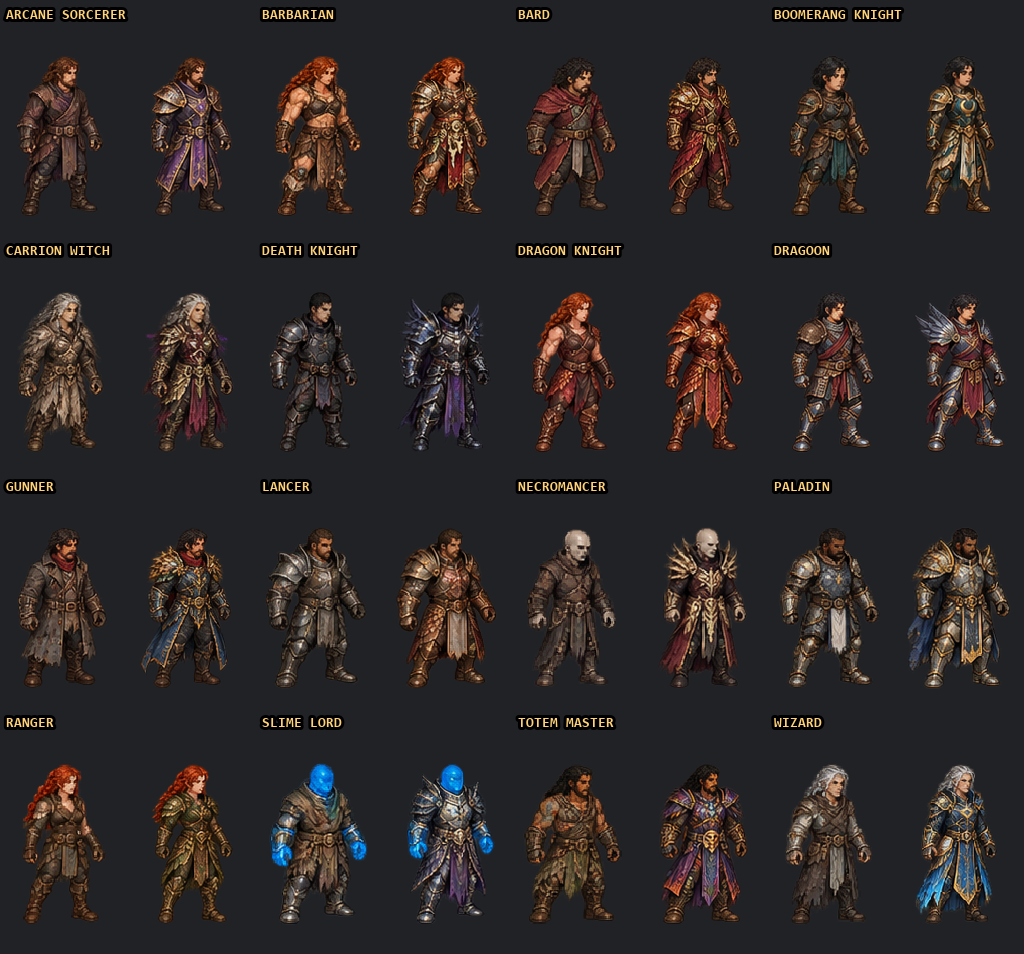 ARCANE SORCERER
BARBARIAN
BARD
BOOMERANG KNIGHT
CARRION WITCH
DEATH KNIGHT
DRAGON KNIGHT
DRAGOON
GUNNER
LANCER
NECROMANCER
PALADIN
RANGER
SLIME LORD
TOTEM MASTER
WIZARD